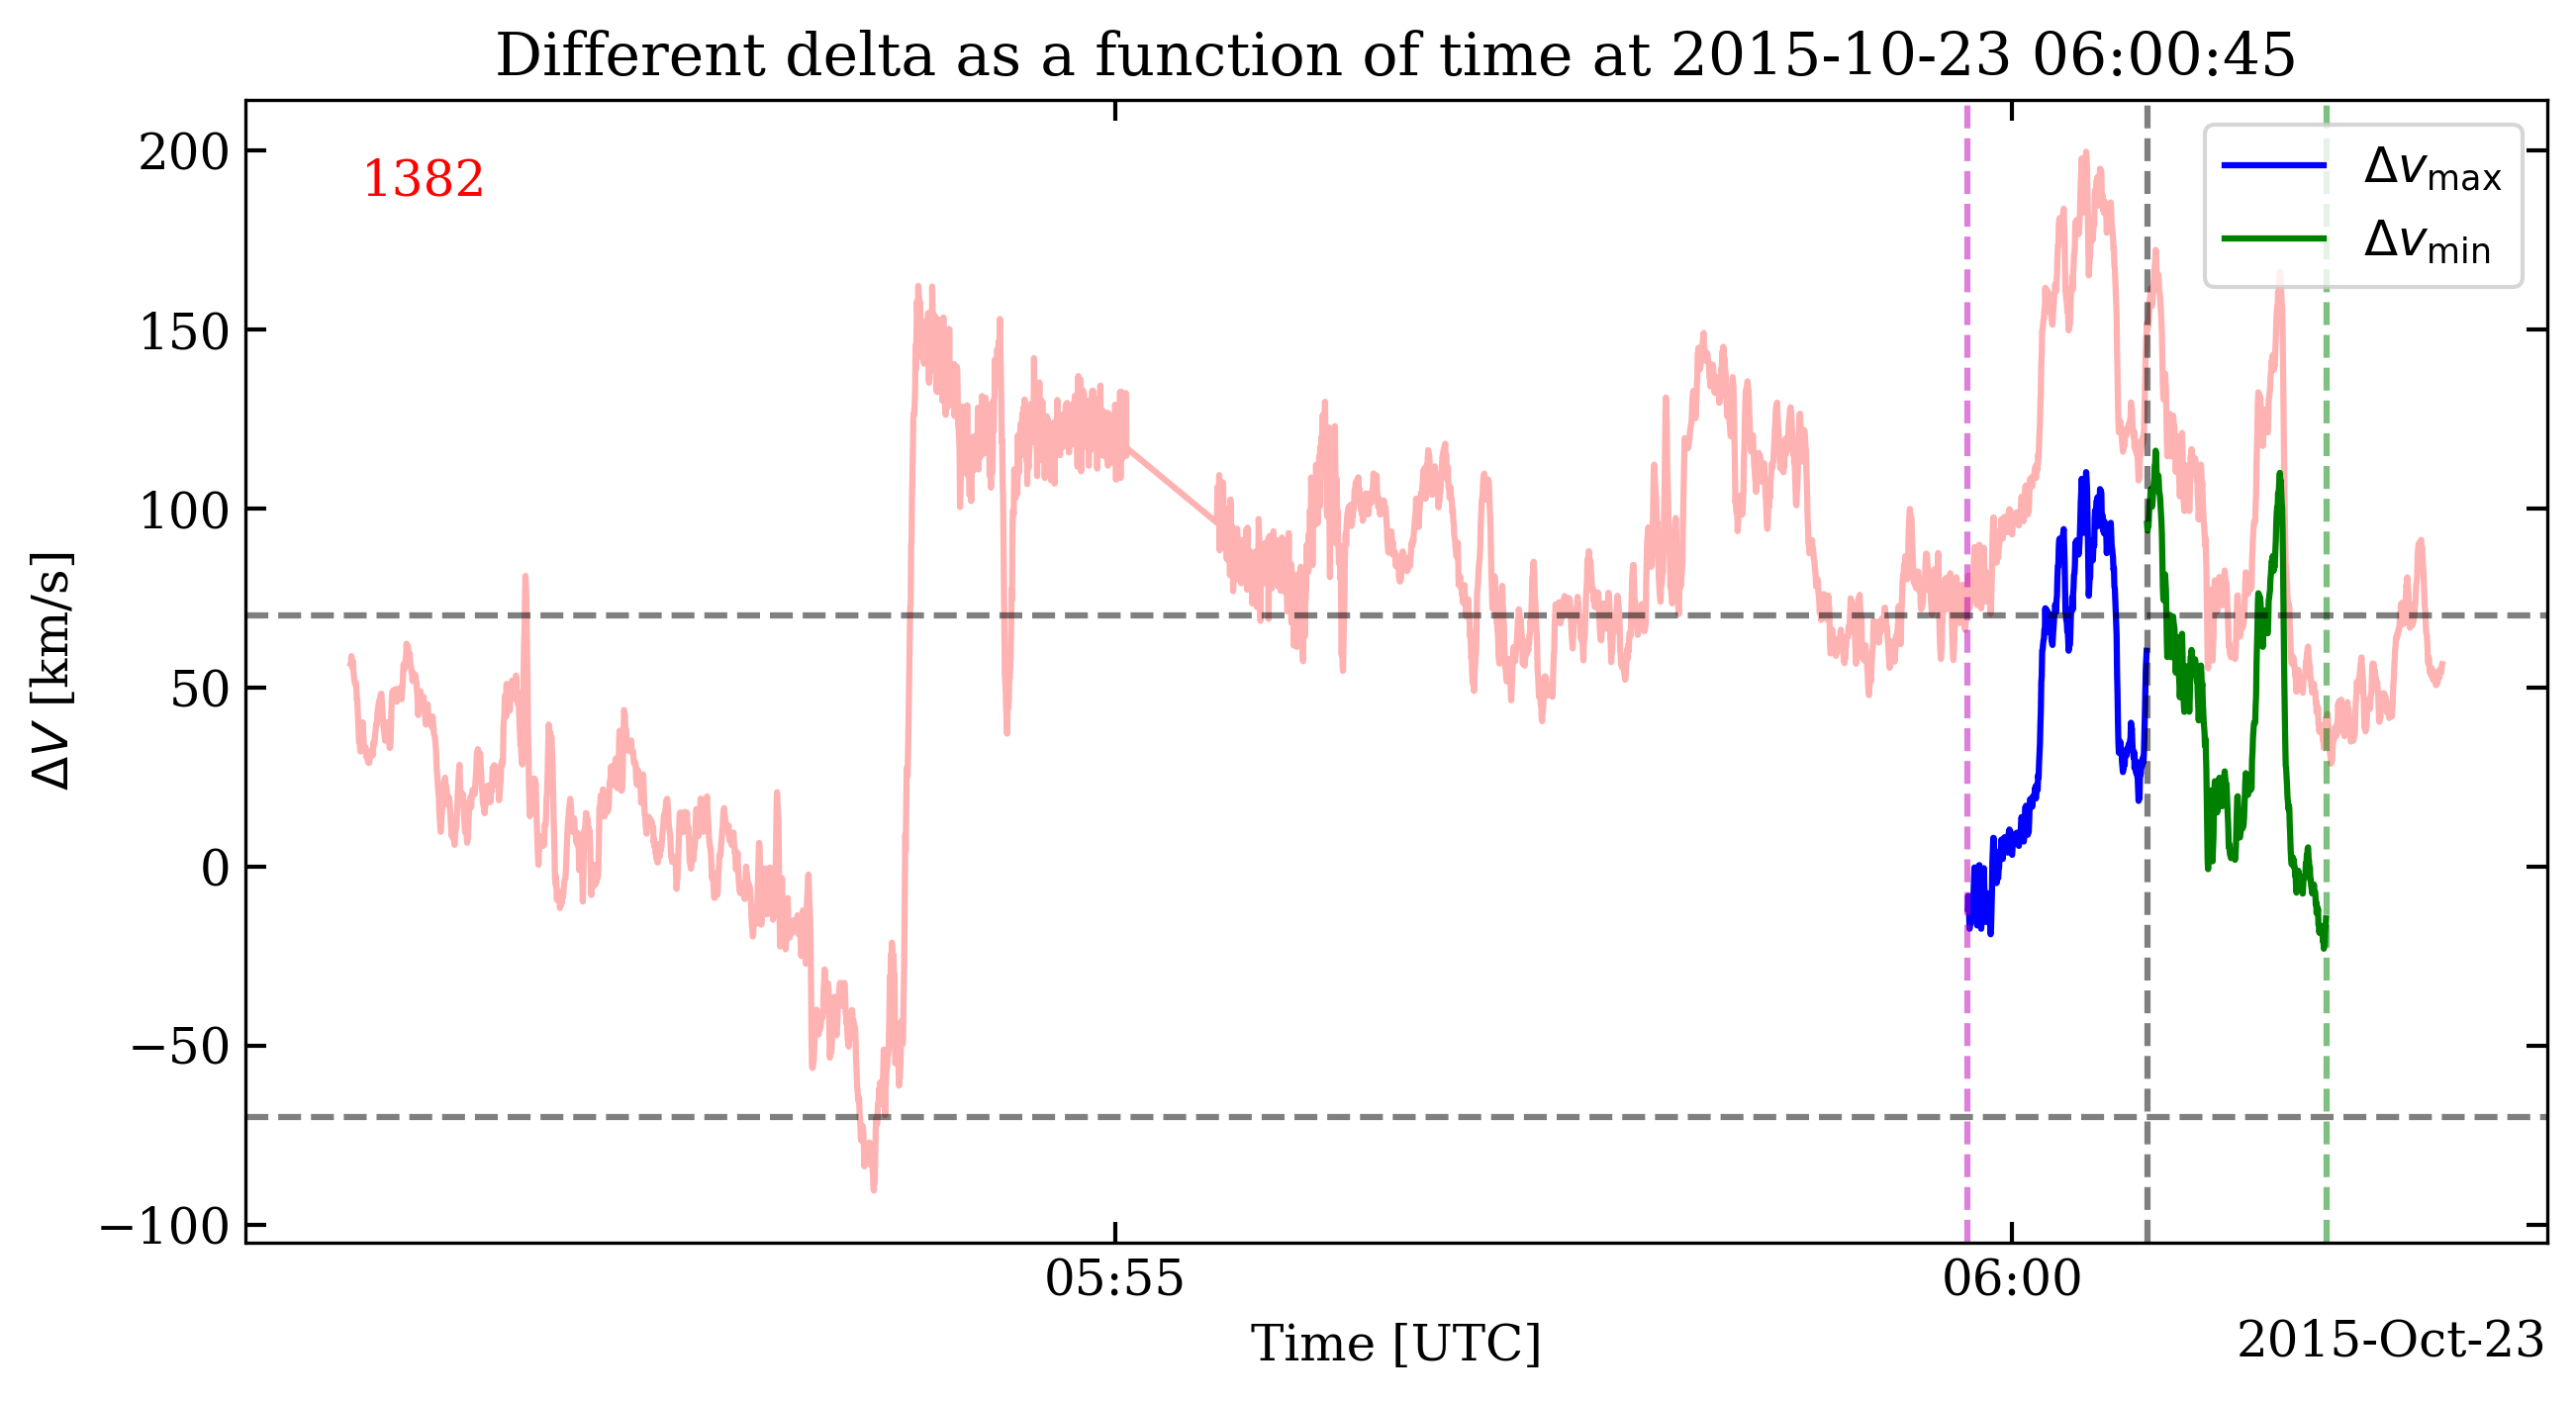 Different delta as a function of time at 2015-10-23 06:00:45
1382
Δv_max
Δv_min
200
150
100
50
0
−50
−100
ΔV [km/s]
05:55
06:00
Time [UTC]
2015-Oct-23